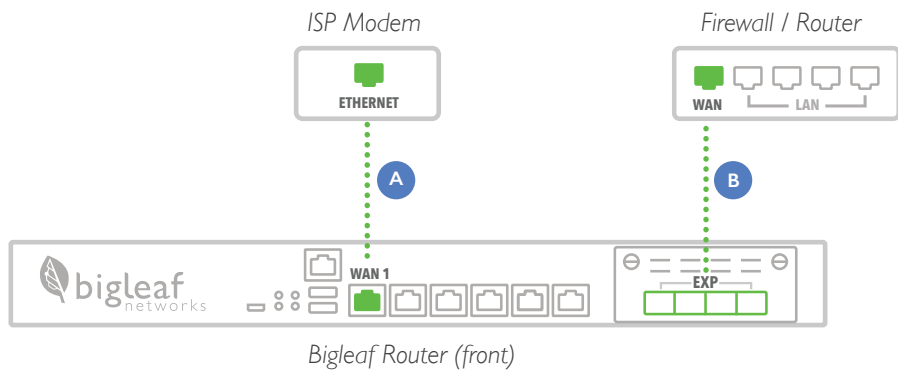 ISP Modem
Firewall / Router
ETHERNET
WAN
LAN
A
B
bigleaf
networks
WAN 1
EXP
Bigleaf Router (front)